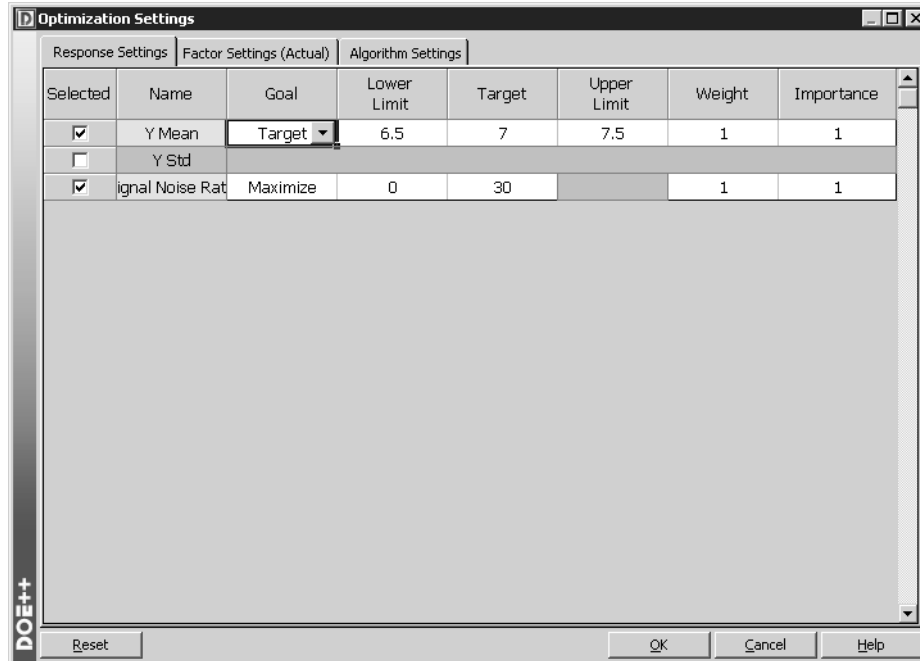 Optimization Settings
Response Settings Factor Settings (Actual) Algorithm Settings
Selected Name Goal Lower Limit Target Upper Limit Weight Importance
Y Mean Target 6.5 7 7.5 1 1
Y Std
ignal Noise Rat Maximize 0 30 1 1
DOE++
Reset OK Cancel Help